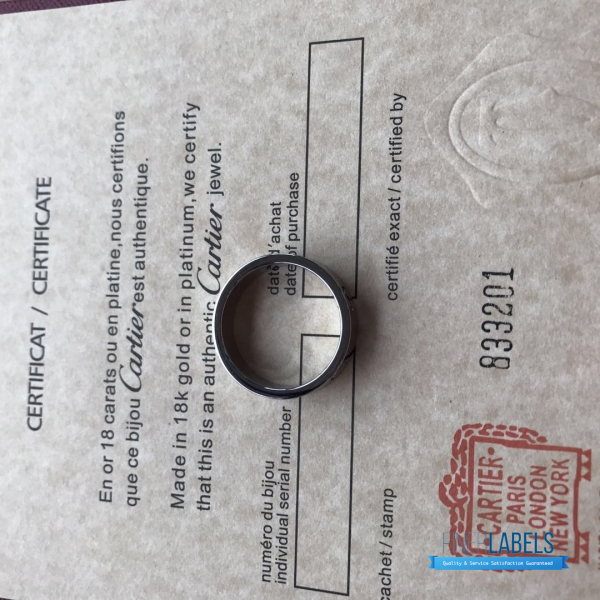 CERTIFICAT / CERTIFICATE
En or 18 carats ou en platine,nous certifions
que ce bijou Cartier est authentique.
Made in 18k gold or in platinum,we certify
that this is an authentic Cartier jewel.
numéro du bijou
individual serial number
date d'achat
date of purchase
cachet / stamp
certifié exact / certified by
833201
CARTIER
PARIS
LONDON
NEW YORK
LABELS
Quality & Service Satisfaction Guaranteed